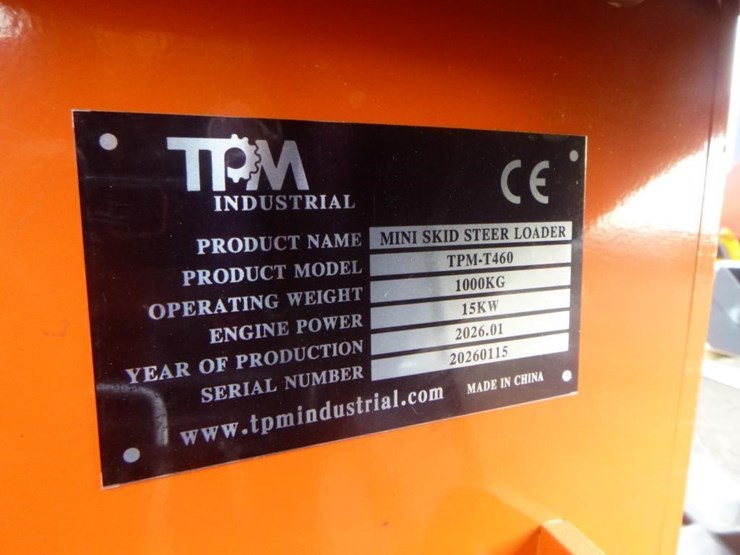 TPM
INDUSTRIAL
CE
PRODUCT NAME MINI SKID STEER LOADER
PRODUCT MODEL TPM-T460
OPERATING WEIGHT 1000KG
ENGINE POWER 15KW
YEAR OF PRODUCTION 2026.01
SERIAL NUMBER 20260115
www.tpmindustrial.com MADE IN CHINA